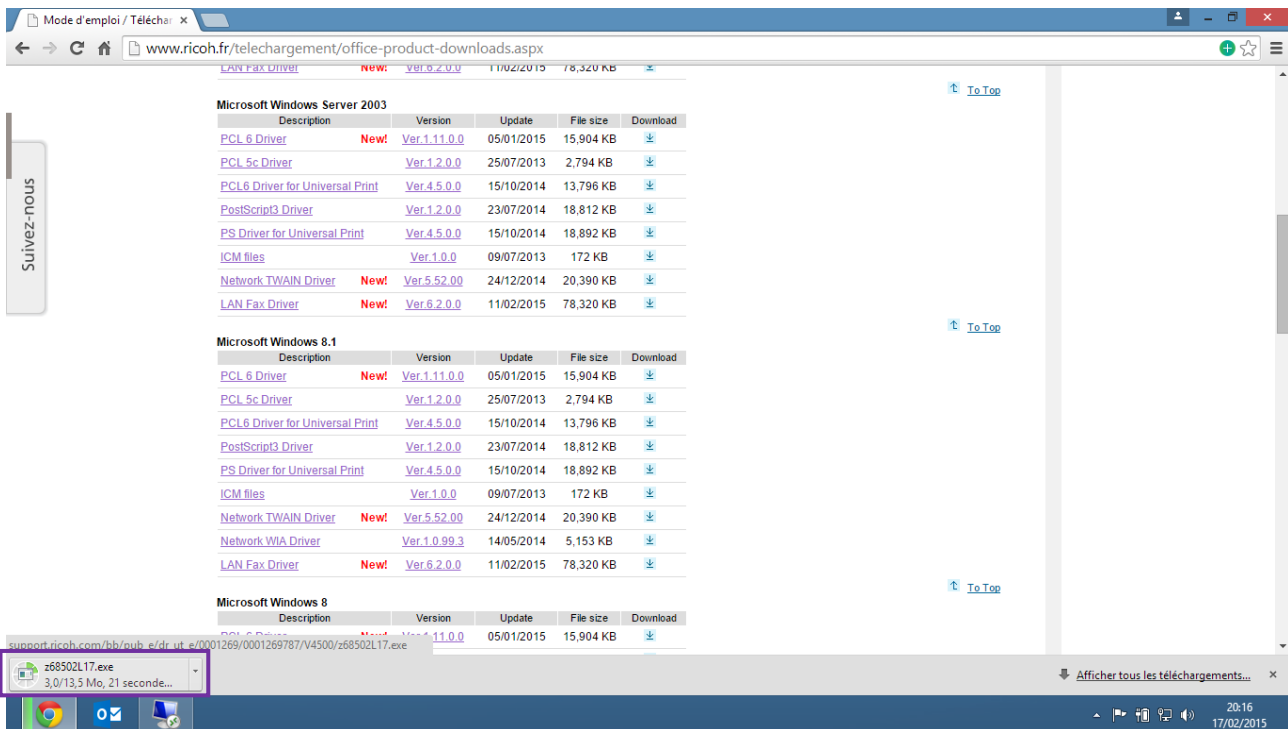 Mode d'emploi / Téléchar
www.ricoh.fr/telechargement/office-product-downloads.aspx
LAN Fax Driver New! Ver.6.2.0.0 11/02/2015 78,320 KB
To Top
Suivez-nous
Microsoft Windows Server 2003
Description Version Update File size Download
PCL 6 Driver New! Ver.1.11.0.0 05/01/2015 15,904 KB
PCL 5c Driver Ver.1.2.0.0 25/07/2013 2,794 KB
PCL6 Driver for Universal Print Ver.4.5.0.0 15/10/2014 13,796 KB
PostScript3 Driver Ver.1.2.0.0 23/07/2014 18,812 KB
PS Driver for Universal Print Ver.4.5.0.0 15/10/2014 18,892 KB
ICM files Ver.1.0.0 09/07/2013 172 KB
Network TWAIN Driver New! Ver.5.52.00 24/12/2014 20,390 KB
LAN Fax Driver New! Ver.6.2.0.0 11/02/2015 78,320 KB
To Top
Microsoft Windows 8.1
Description Version Update File size Download
PCL 6 Driver New! Ver.1.11.0.0 05/01/2015 15,904 KB
PCL 5c Driver Ver.1.2.0.0 25/07/2013 2,794 KB
PCL6 Driver for Universal Print Ver.4.5.0.0 15/10/2014 13,796 KB
PostScript3 Driver Ver.1.2.0.0 23/07/2014 18,812 KB
PS Driver for Universal Print Ver.4.5.0.0 15/10/2014 18,892 KB
ICM files Ver.1.0.0 09/07/2013 172 KB
Network TWAIN Driver New! Ver.5.52.00 24/12/2014 20,390 KB
Network WIA Driver Ver.1.0.99.3 14/05/2014 5,153 KB
LAN Fax Driver New! Ver.6.2.0.0 11/02/2015 78,320 KB
To Top
Microsoft Windows 8
Description Version Update File size Download
PCL 6 Driver New! Ver.1.11.0.0 05/01/2015 15,904 KB
support.ricoh.com/bb/pub_e/dr_ut_e/0001269/0001269787/V4500/z68502L17.exe
z68502L17.exe
3,0/13,5 Mo, 21 seconde...
Afficher tous les téléchargements...
20:16
17/02/2015